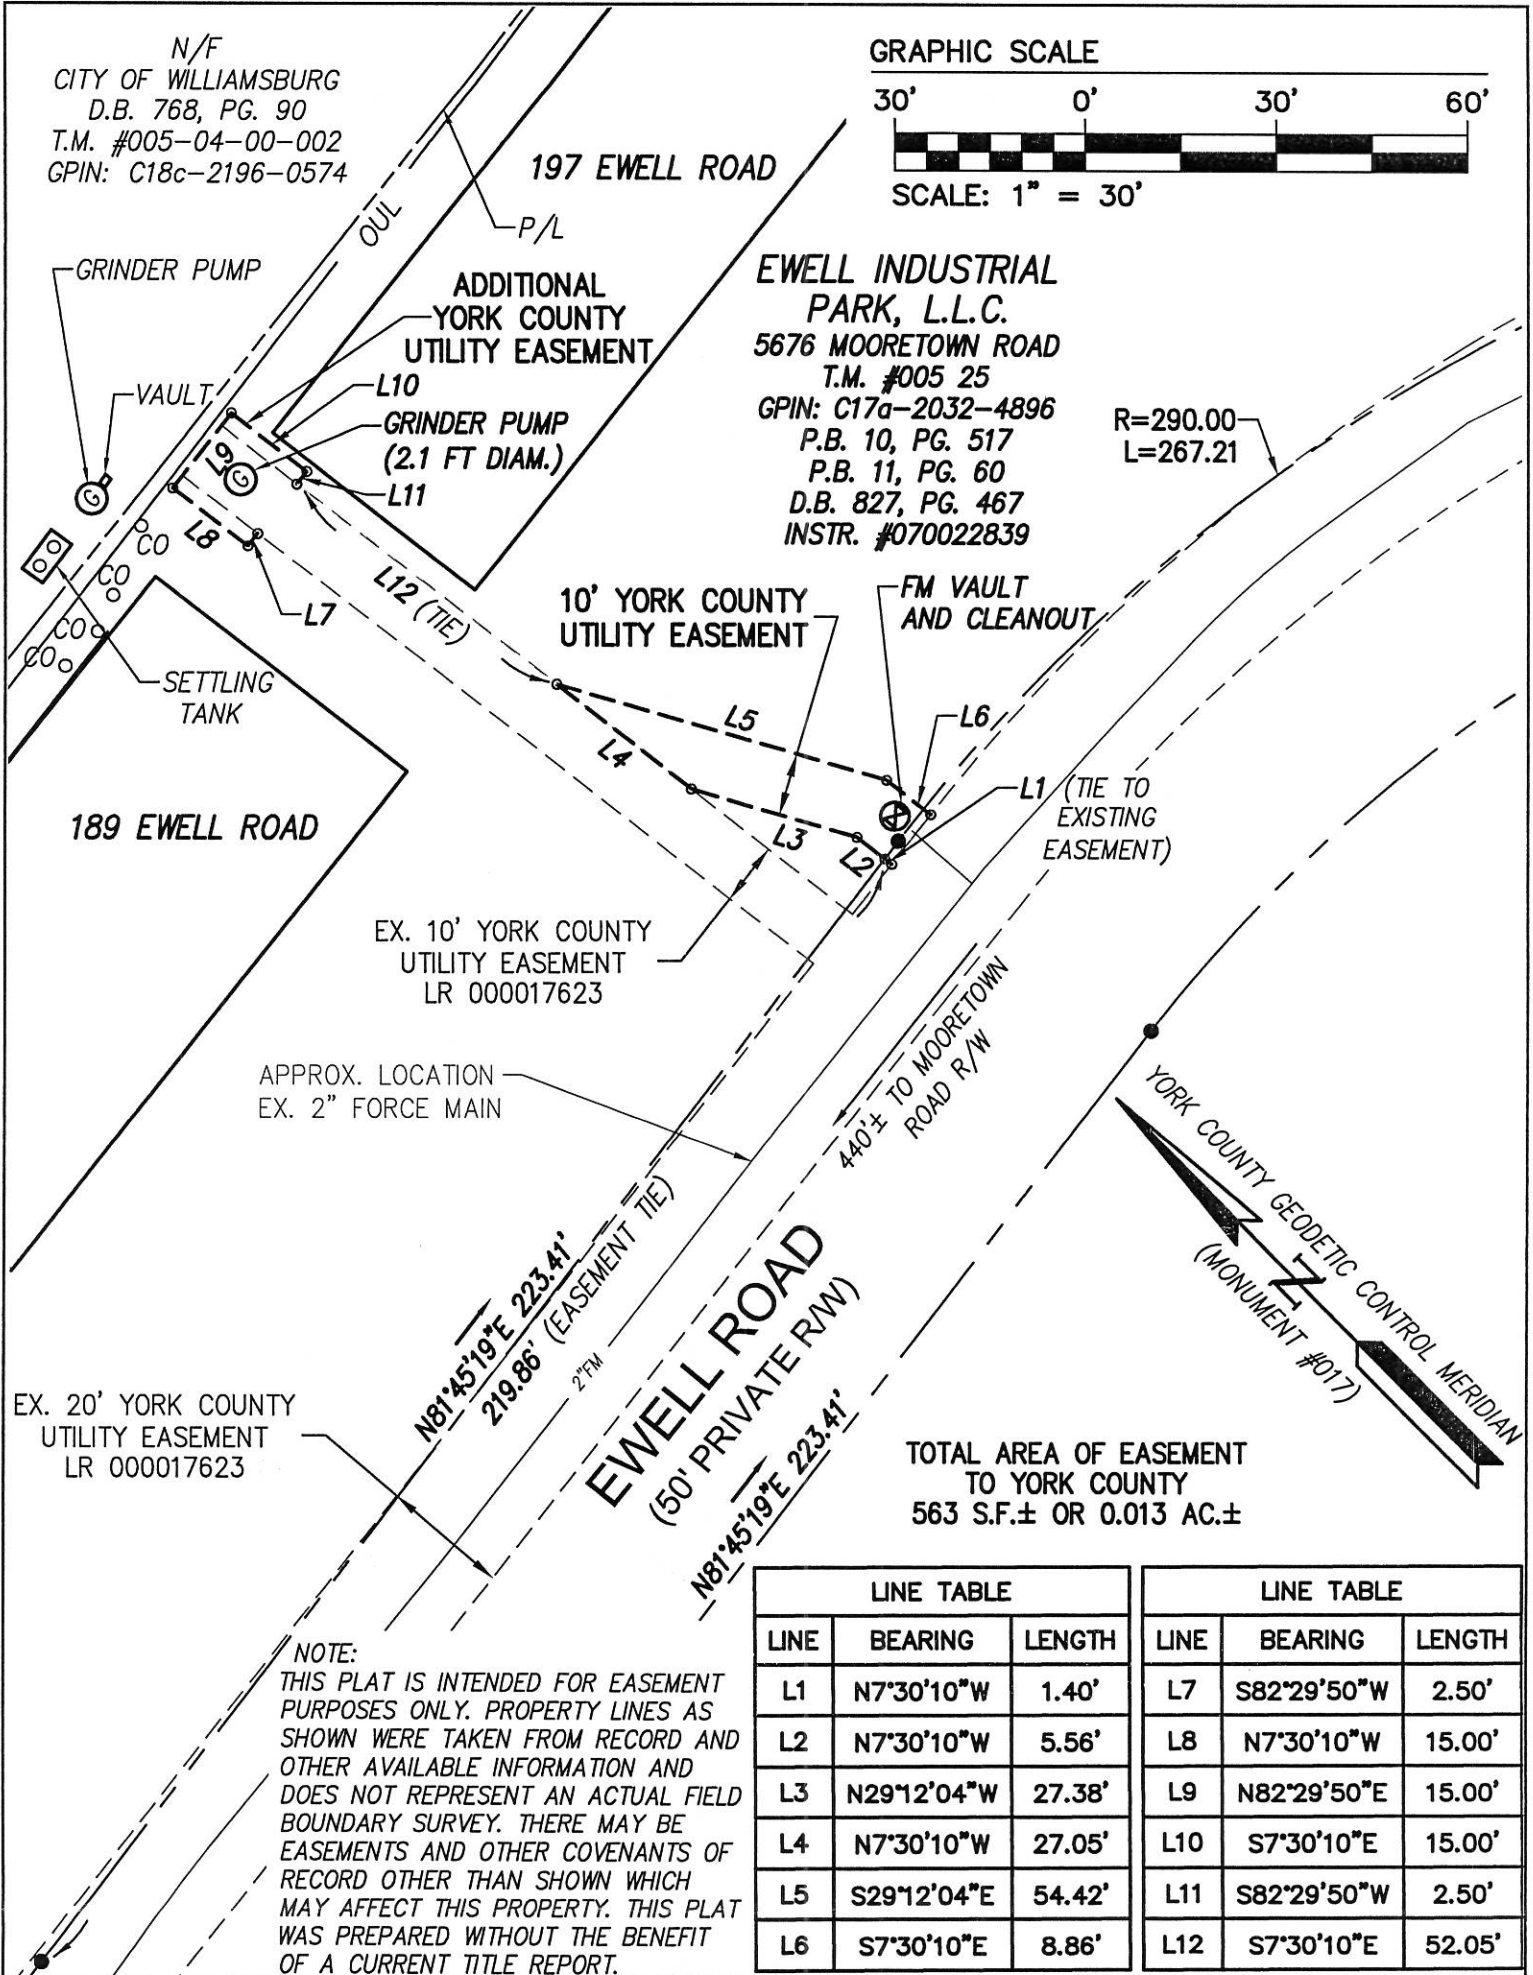 N/F
CITY OF WILLIAMSBURG
D.B. 768, PG. 90
T.M. #005-04-00-002
GPIN: C18c-2196-0574
GRAPHIC SCALE
30' 0' 30' 60'
SCALE: 1" = 30'
197 EWELL ROAD
OUL
P/L
GRINDER PUMP
VAULT
ADDITIONAL
YORK COUNTY
UTILITY EASEMENT
L10
GRINDER PUMP
(2.1 FT DIAM.)
L9
G
G
L11
L8
CO
CO
CO
CO
L7
L12 (TIE)
EWELL INDUSTRIAL
PARK, L.L.C.
5676 MOORETOWN ROAD
T.M. #005 25
GPIN: C17a-2032-4896
P.B. 10, PG. 517
P.B. 11, PG. 60
D.B. 827, PG. 467
INSTR. #070022839
R=290.00
L=267.21
10' YORK COUNTY
UTILITY EASEMENT
FM VAULT
AND CLEANOUT
SETTLING
TANK
L5
L6
L4
L3
L2
L1 (TIE TO
EXISTING
EASEMENT)
189 EWELL ROAD
EX. 10' YORK COUNTY
UTILITY EASEMENT
LR 000017623
APPROX. LOCATION
EX. 2" FORCE MAIN
440'± TO MOORETOWN
ROAD R/W
YORK COUNTY GEODETIC CONTROL MERIDIAN
(MONUMENT #017)
N
N81°45'19"E 223.41'
219.86' (EASEMENT TIE)
2"FM
EWELL ROAD
(50' PRIVATE R/W)
N81°45'19"E 223.41'
EX. 20' YORK COUNTY
UTILITY EASEMENT
LR 000017623
TOTAL AREA OF EASEMENT
TO YORK COUNTY
563 S.F.± OR 0.013 AC.±
NOTE:
THIS PLAT IS INTENDED FOR EASEMENT
PURPOSES ONLY. PROPERTY LINES AS
SHOWN WERE TAKEN FROM RECORD AND
OTHER AVAILABLE INFORMATION AND
DOES NOT REPRESENT AN ACTUAL FIELD
BOUNDARY SURVEY. THERE MAY BE
EASEMENTS AND OTHER COVENANTS OF
RECORD OTHER THAN SHOWN WHICH
MAY AFFECT THIS PROPERTY. THIS PLAT
WAS PREPARED WITHOUT THE BENEFIT
OF A CURRENT TITLE REPORT.
LINE TABLE
LINE BEARING LENGTH
L1 N7°30'10"W 1.40'
L2 N7°30'10"W 5.56'
L3 N29°12'04"W 27.38'
L4 N7°30'10"W 27.05'
L5 S29°12'04"E 54.42'
L6 S7°30'10"E 8.86'
LINE TABLE
LINE BEARING LENGTH
L7 S82°29'50"W 2.50'
L8 N7°30'10"W 15.00'
L9 N82°29'50"E 15.00'
L10 S7°30'10"E 15.00'
L11 S82°29'50"W 2.50'
L12 S7°30'10"E 52.05'